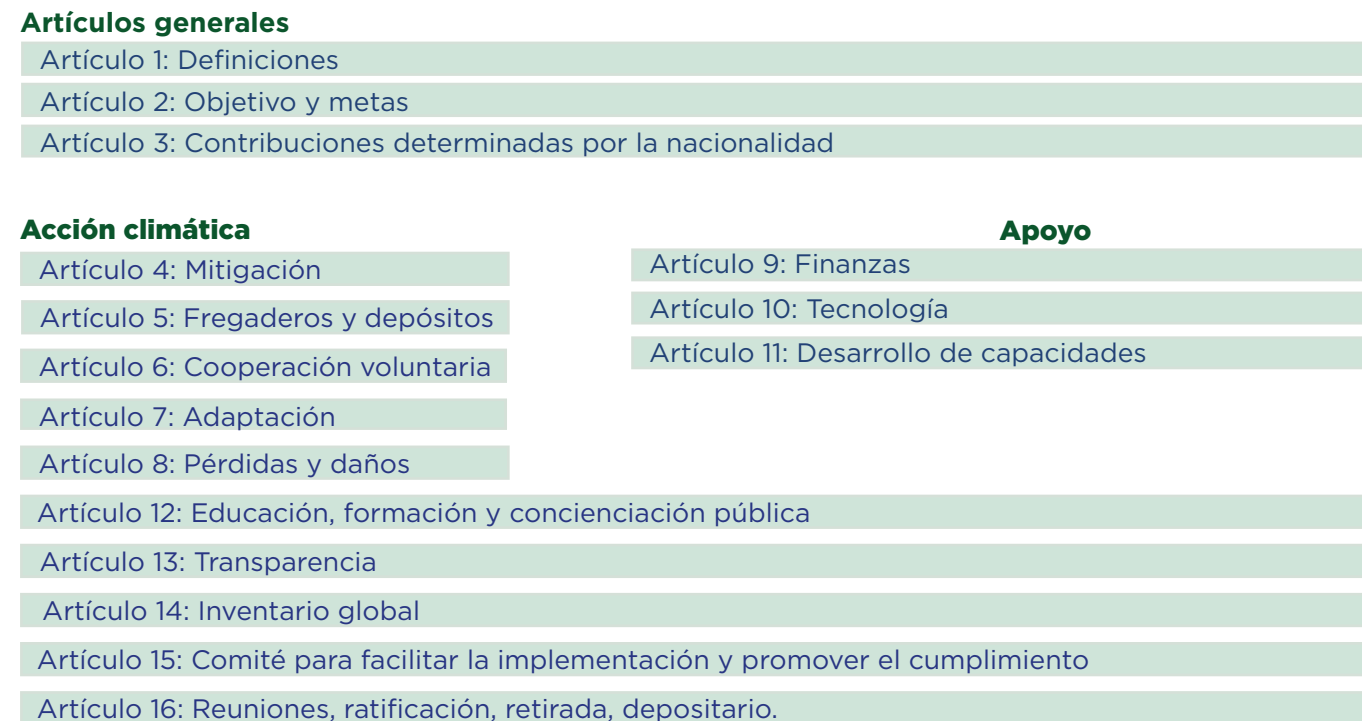 Artículos generales
Artículo 1: Definiciones
Artículo 2: Objetivo y metas
Artículo 3: Contribuciones determinadas por la nacionalidad
Acción climática
Artículo 4: Mitigación
Artículo 5: Fregaderos y depósitos
Artículo 6: Cooperación voluntaria
Artículo 7: Adaptación
Artículo 8: Pérdidas y daños
Apoyo
Artículo 9: Finanzas
Artículo 10: Tecnología
Artículo 11: Desarrollo de capacidades
Artículo 12: Educación, formación y concienciación pública
Artículo 13: Transparencia
Artículo 14: Inventario global
Artículo 15: Comité para facilitar la implementación y promover el cumplimiento
Artículo 16: Reuniones, ratificación, retirada, depositario.